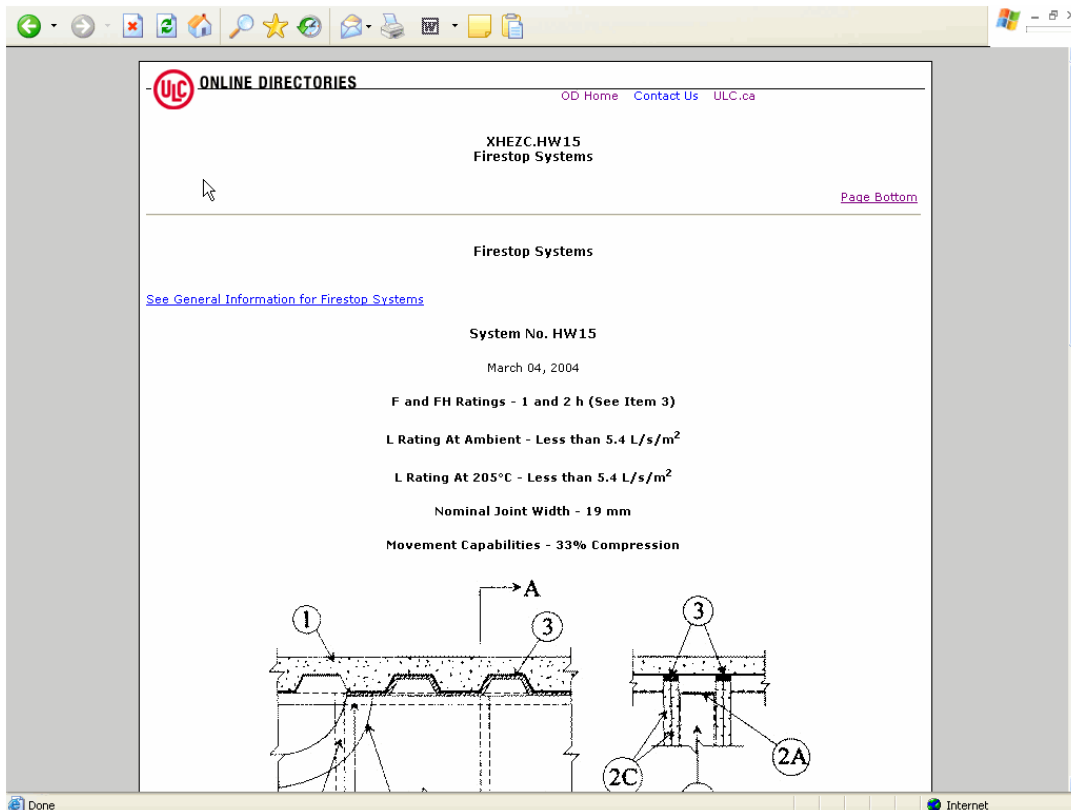 ULC ONLINE DIRECTORIES
OD Home Contact Us ULC.ca
XHEZC.HW15
Firestop Systems
Page Bottom
Firestop Systems
See General Information for Firestop Systems
System No. HW15
March 04, 2004
F and FH Ratings - 1 and 2 h (See Item 3)
L Rating At Ambient - Less than 5.4 L/s/m²
L Rating At 205°C - Less than 5.4 L/s/m²
Nominal Joint Width - 19 mm
Movement Capabilities - 33% Compression
A
1
3
3
2A
2C
Done
Internet